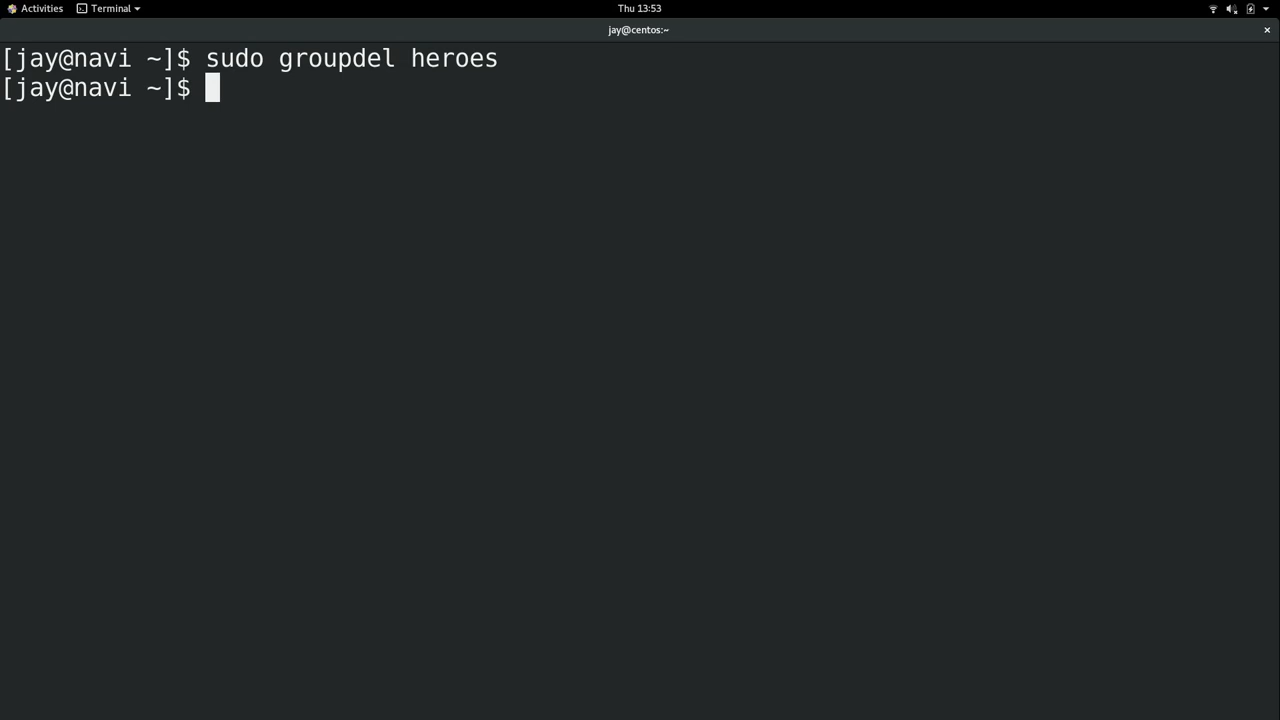 Activities Terminal Thu 13:53
jay@centos:~
[jay@navi ~]$ sudo groupdel heroes
[jay@navi ~]$